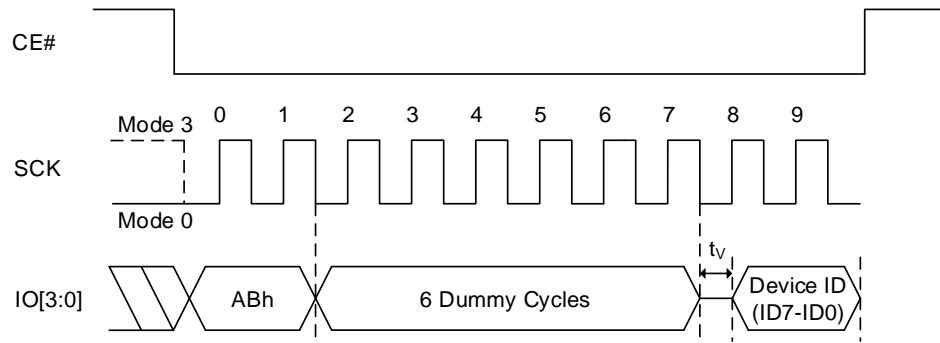 CE#
0 1 2 3 4 5 6 7 8 9
Mode 3
SCK
Mode 0
tV
IO[3:0]
ABh
6 Dummy Cycles
Device ID
(ID7-ID0)